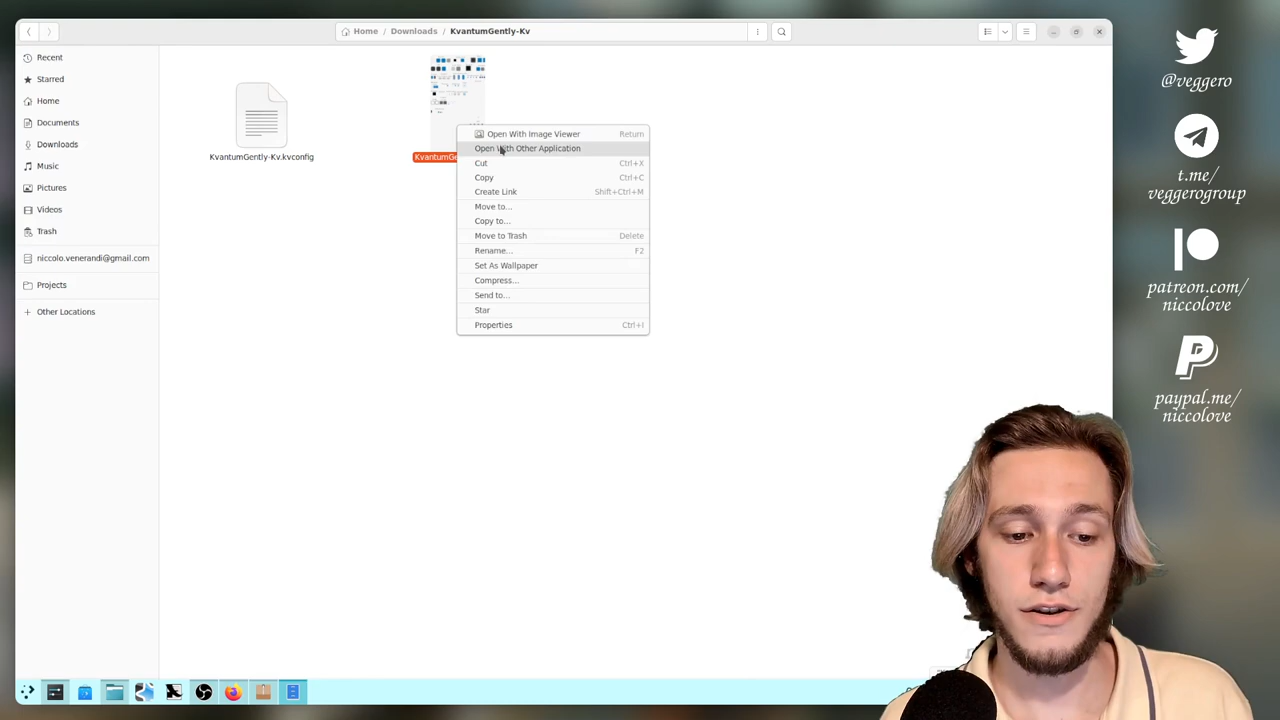 Home / Downloads / KvantumGently-Kv
Recent
Starred
Home
Documents
Downloads
Music
Pictures
Videos
Trash
niccolo.venerandi@gmail.com
Projects
Other Locations
KvantumGently-Kv.kvconfig
KvantumGe
Open With Image Viewer Return
Open With Other Application
Cut Ctrl+X
Copy Ctrl+C
Create Link Shift+Ctrl+M
Move to...
Copy to...
Move to Trash Delete
Rename... F2
Set As Wallpaper
Compress...
Send to...
Star
Properties Ctrl+I
@veggero
t.me/
veggerogroup
patreon.com/
niccolove
paypal.me/
niccolove